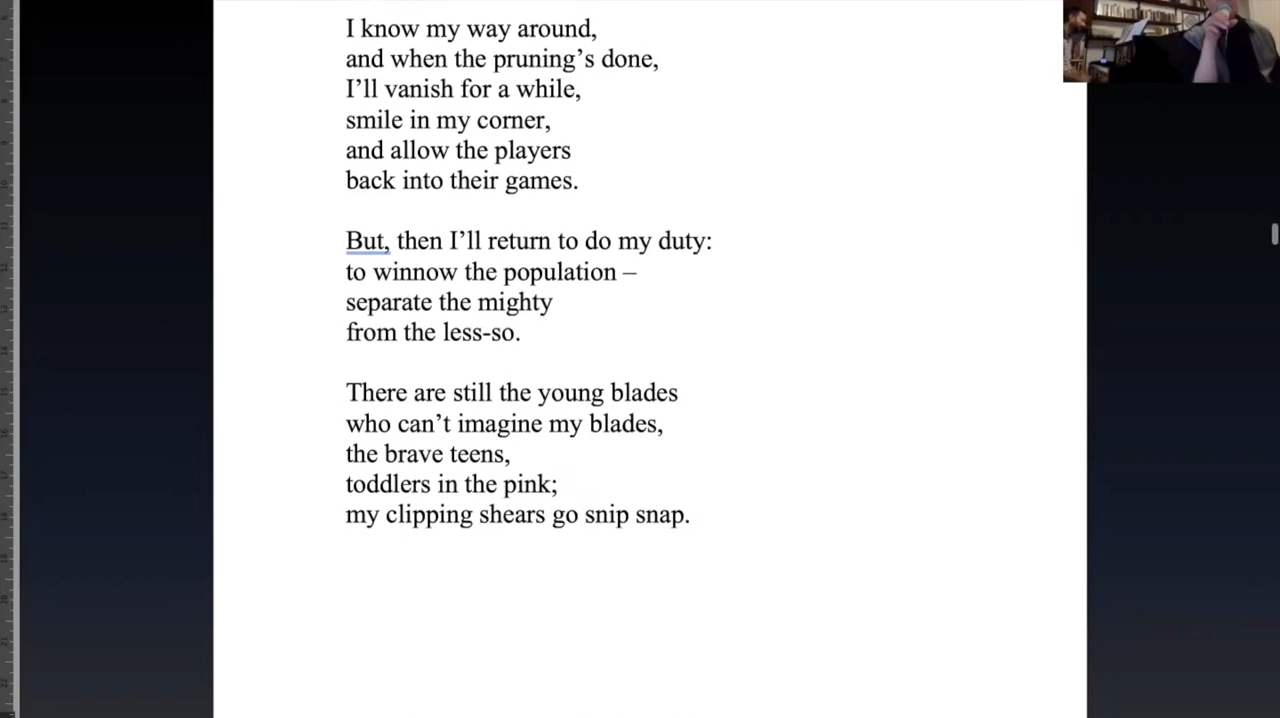 I know my way around,
and when the pruning’s done,
I’ll vanish for a while,
smile in my corner,
and allow the players
back into their games.
But, then I’ll return to do my duty:
to winnow the population –
separate the mighty
from the less-so.
There are still the young blades
who can’t imagine my blades,
the brave teens,
toddlers in the pink;
my clipping shears go snip snap.